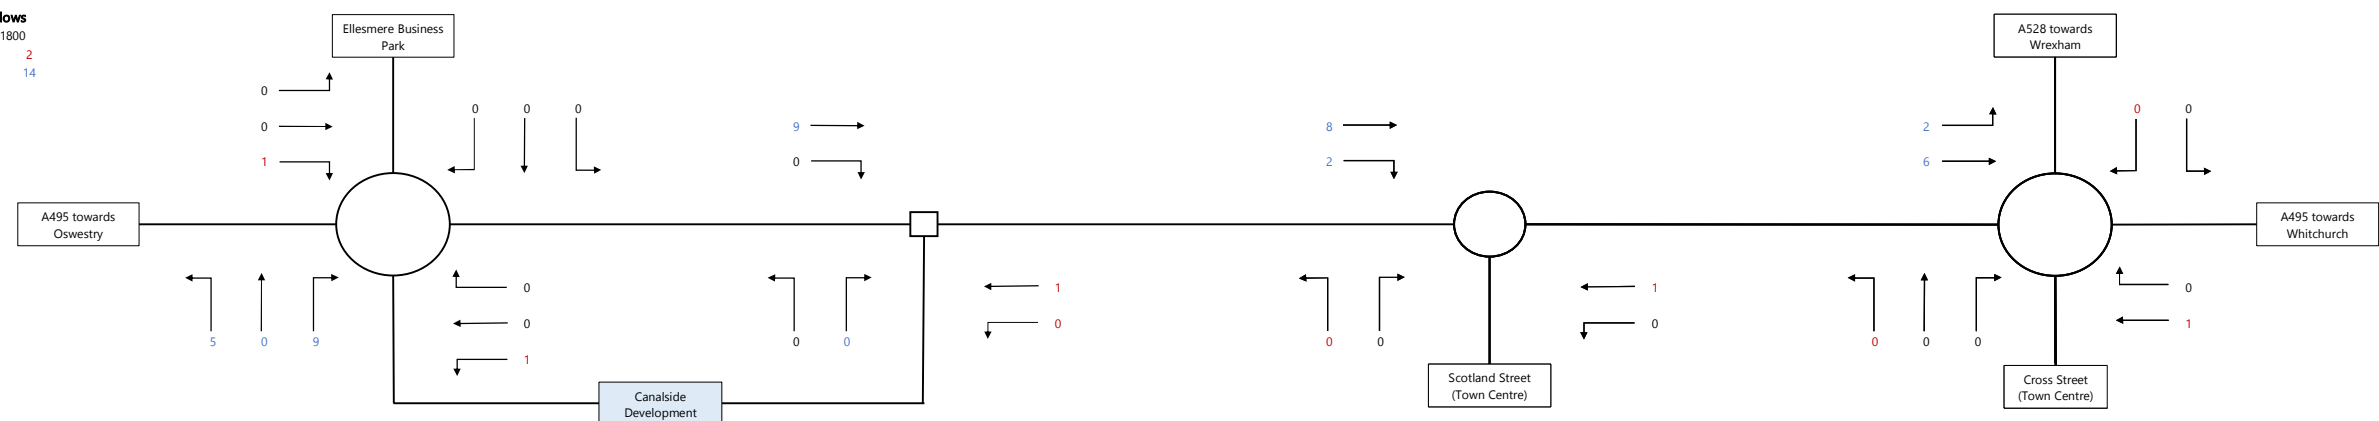 lows
1800
2
14
Ellesmere Business
Park
A528 towards
Wrexham
0
0
1
0 0 0
9
0
8
2
2
6
0 0
A495 towards
Oswestry
A495 towards
Whitchurch
5 0 9
0
0
1
0 0
1
0
0 0
1
0
0 0 0
0
1
Canalside
Development
Scotland Street
(Town Centre)
Cross Street
(Town Centre)